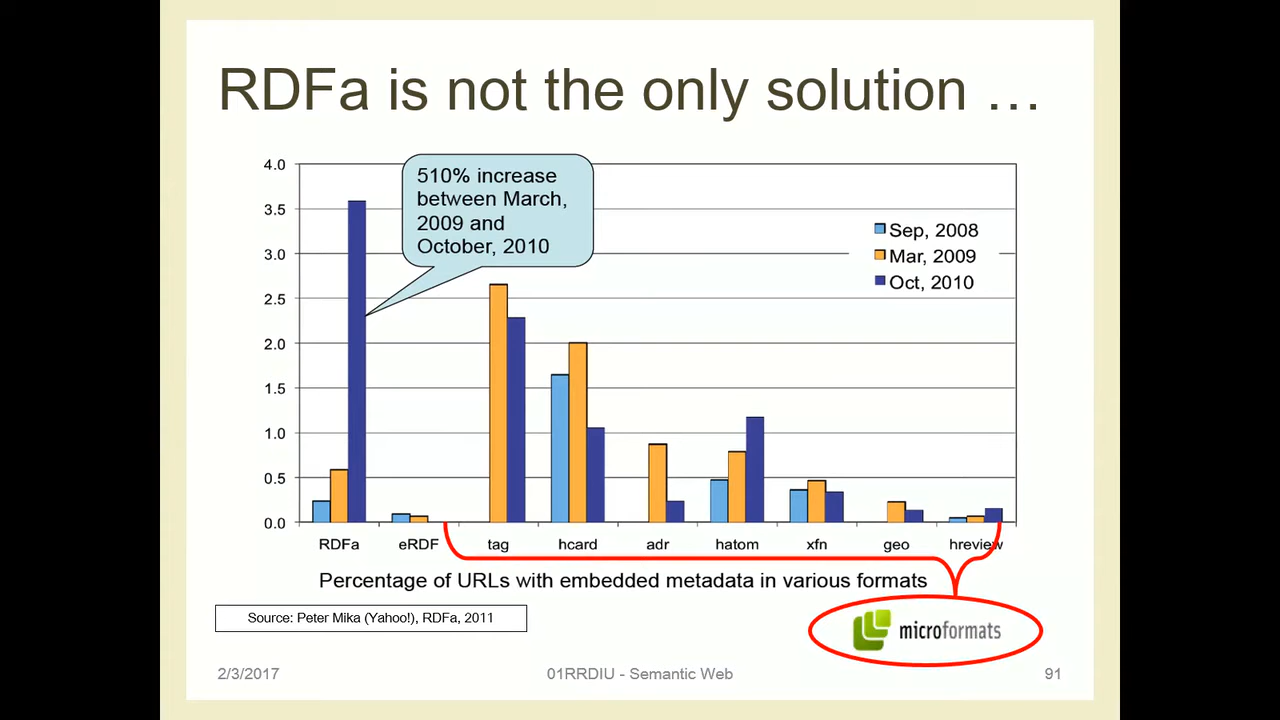 RDFa is not the only solution …
4.0
3.5
3.0
2.5
2.0
1.5
1.0
0.5
0.0
510% increase
between March,
2009 and
October, 2010
Sep, 2008
Mar, 2009
Oct, 2010
RDFa eRDF tag hcard adr hatom xfn geo hreview
Percentage of URLs with embedded metadata in various formats
Source: Peter Mika (Yahoo!), RDFa, 2011
microformats
2/3/2017 01RRDIU - Semantic Web 91